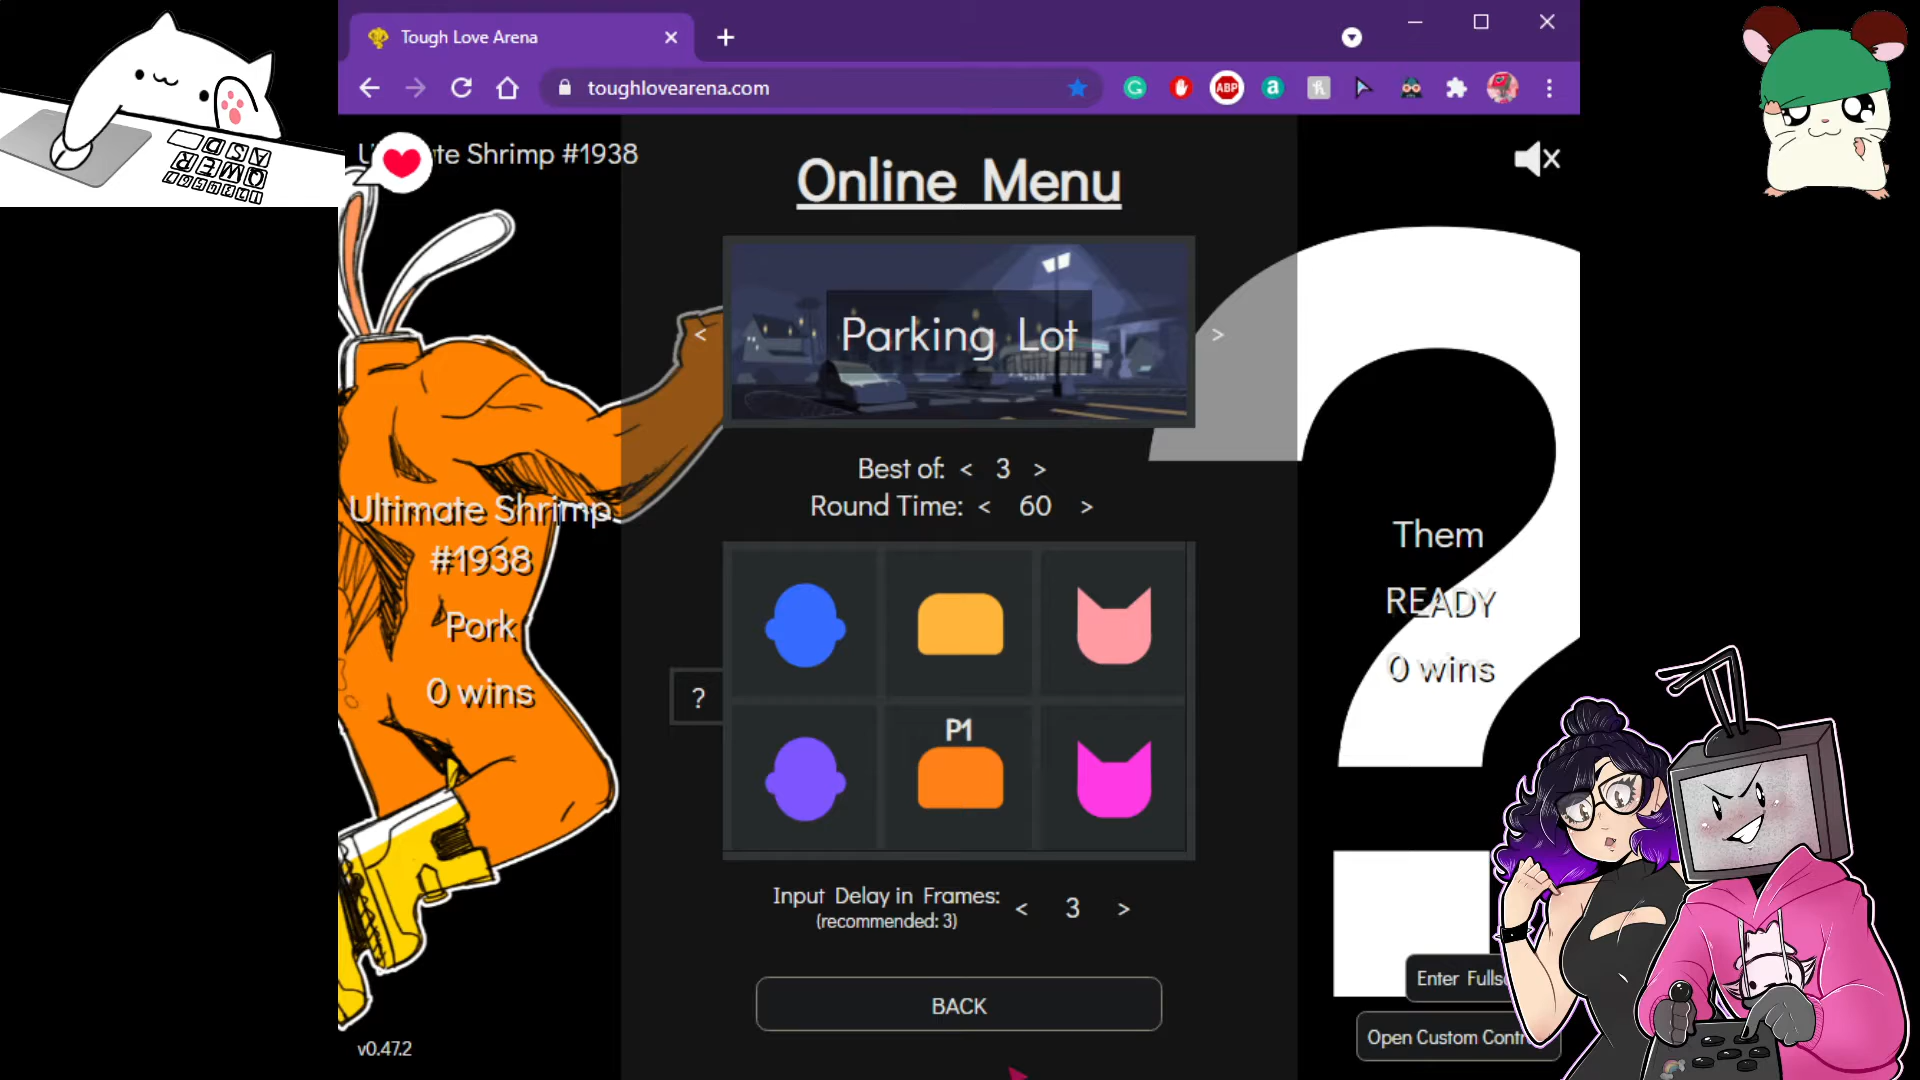 Tough Love Arena
toughlovearena.com
ABP
te Shrimp #1938
Online Menu
< Parking Lot >
Best of: < 3 >
Round Time: < 60 >
Ultimate Shrimp
#1938
Pork
0 wins
Them
READY
0 wins
?
P1
Input Delay in Frames:
(recommended: 3)
< 3 >
BACK
Enter Fulls
Open Custom Cont
v0.47.2